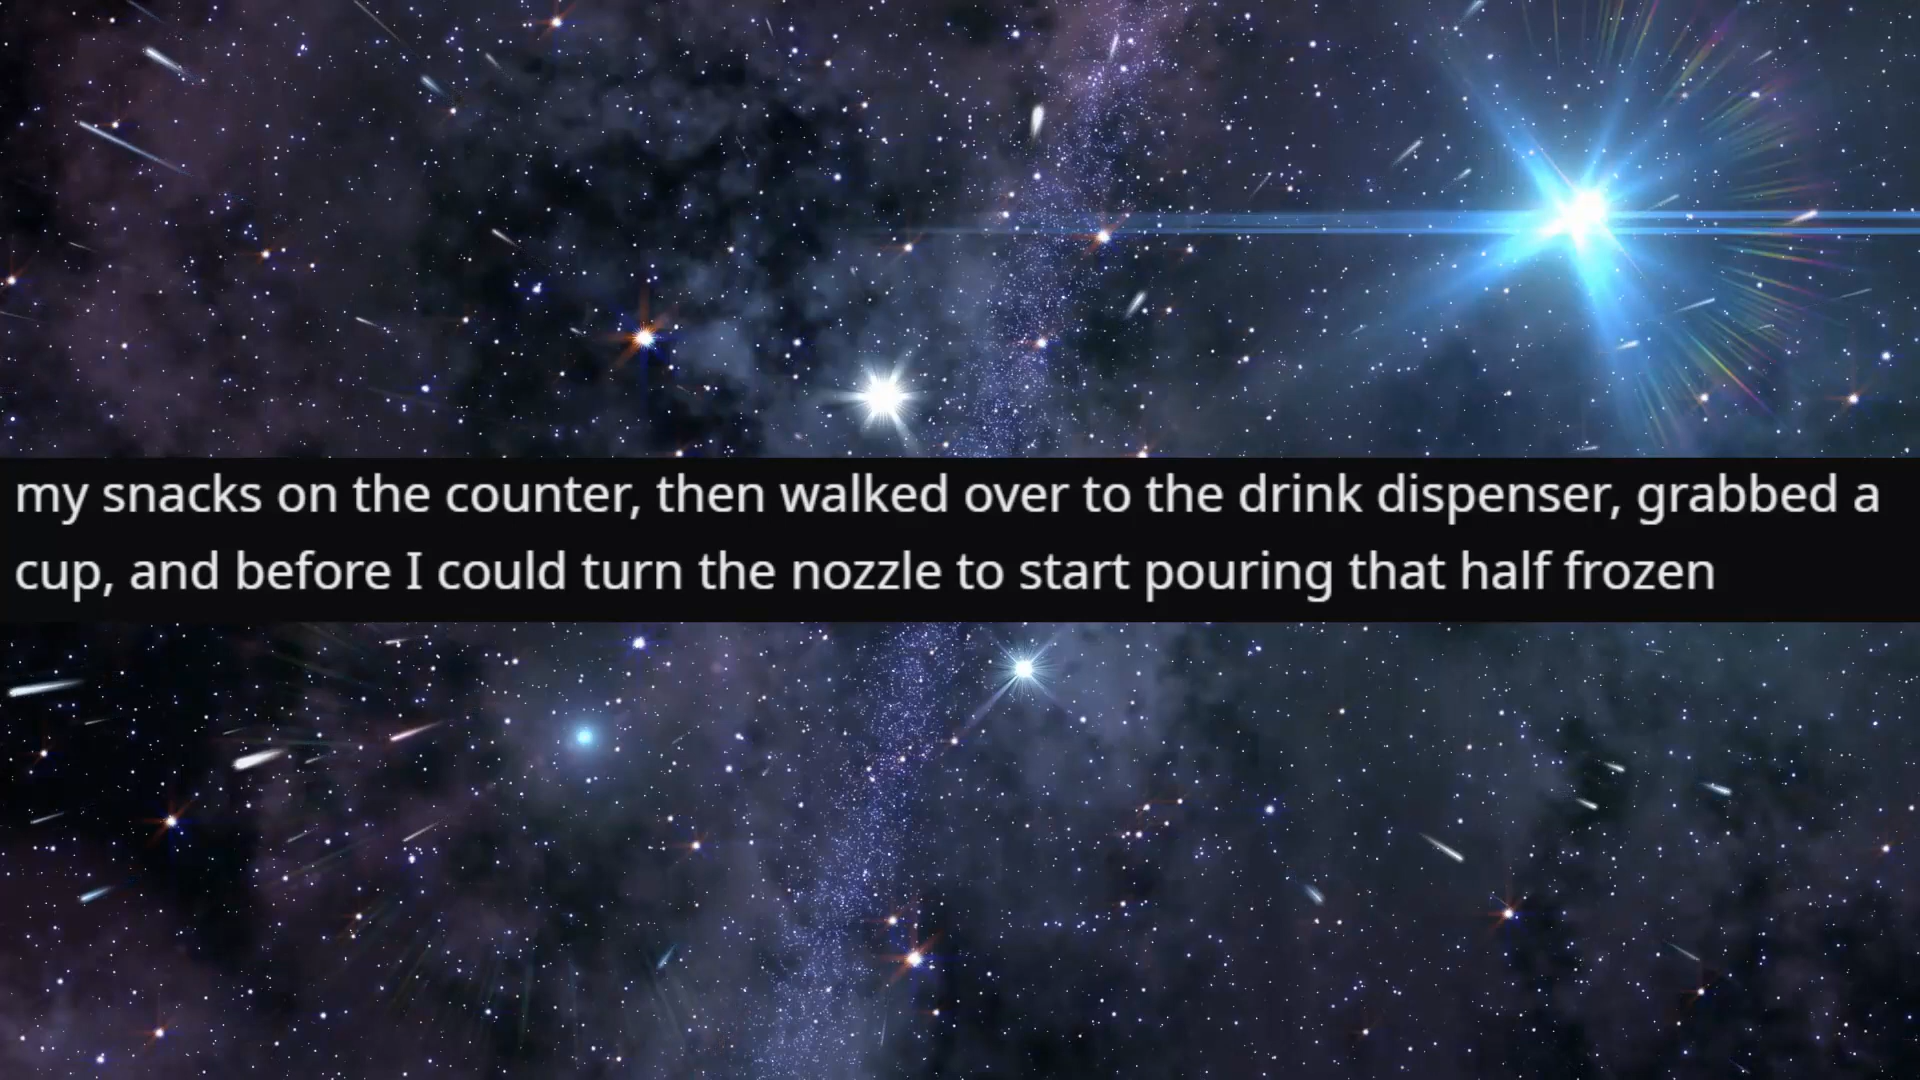 my snacks on the counter, then walked over to the drink dispenser, grabbed a
cup, and before I could turn the nozzle to start pouring that half frozen